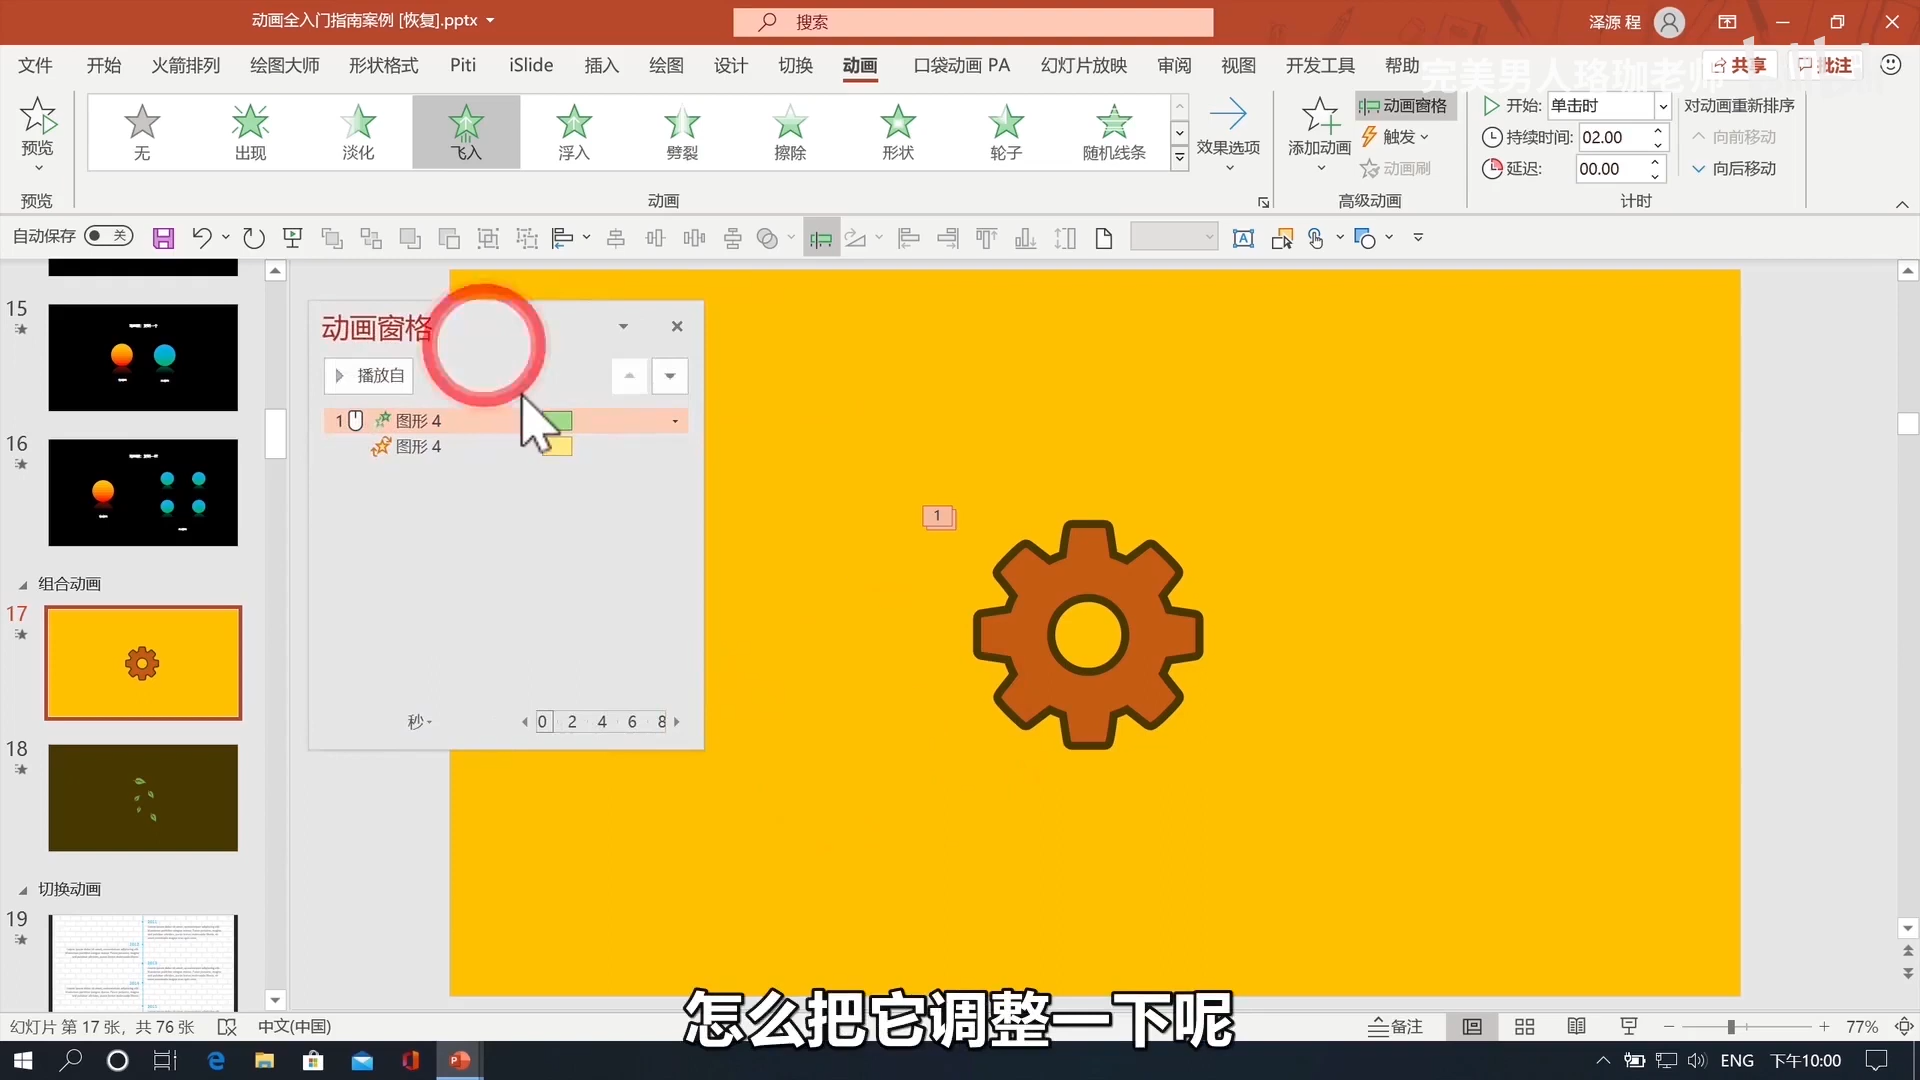 动画全入门指南案例 [恢复].pptx
搜索
泽源 程
文件 开始 火箭排列 绘图大师 形状格式 Piti iSlide 插入 绘图 设计 切换 动画 口袋动画 PA 幻灯片放映 审阅 视图 开发工具 帮助 共享 批注
完美男人珞珈老师
预览
无 出现 淡化 飞入 浮入 劈裂 擦除 形状 轮子 随机线条
效果选项
添加动画
动画窗格
触发
动画刷
开始: 单击时
持续时间: 02.00
延迟: 00.00
对动画重新排序
向前移动
向后移动
预览 动画 高级动画 计时
自动保存 关
15
16
组合动画
17
18
切换动画
19
动画窗格
播放自
1 图形 4
图形 4
秒 0 2 4 6 8
1
怎么把它调整一下呢
幻灯片 第 17 张，共 76 张 中文(中国) 备注 77%
ENG 下午10:00